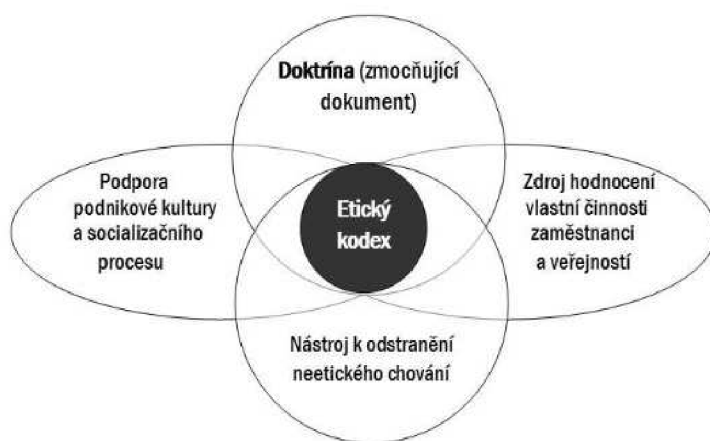 Doktrína (zmocňující
dokument)
Podpora
podnikové kultury
a socializačního
procesu
Etický
kodex
Zdroj hodnocení
vlastní činnosti
zaměstnanci
a veřejností
Nástroj k odstranění
neetického chování